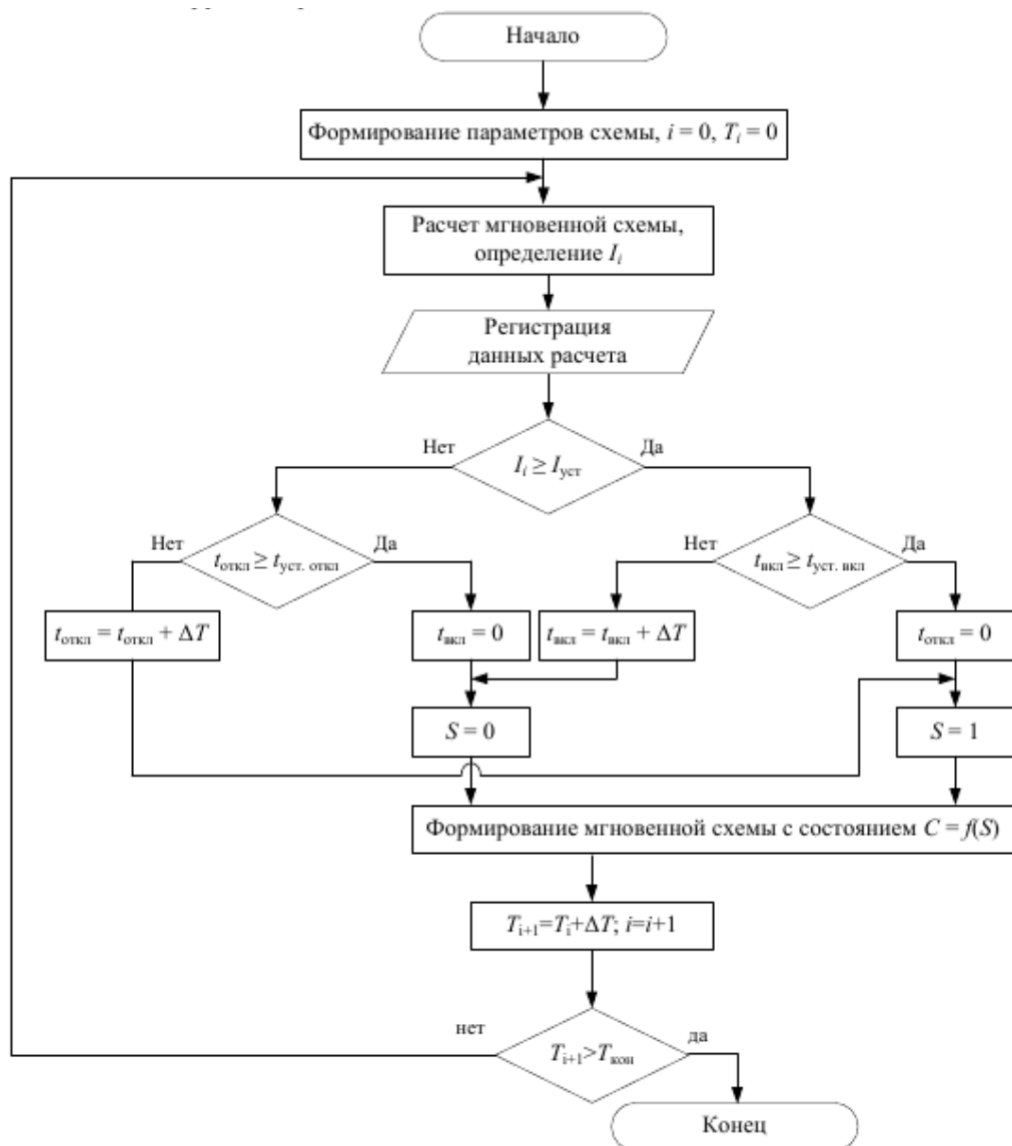 Начало
Формирование параметров схемы, i = 0, Tᵢ = 0
Расчет мгновенной схемы,
определение Iᵢ
Регистрация
данных расчета
Нет
Да
Iᵢ ≥ Iуст
Нет
Да
Нет
Да
tоткл ≥ tуст. откл
tвкл ≥ tуст. вкл
tоткл = tоткл + ΔT
tвкл = 0
tвкл = tвкл + ΔT
tоткл = 0
S = 0
S = 1
Формирование мгновенной схемы с состоянием C = f(S)
Ti+1=Ti+ΔT; i=i+1
нет
да
Ti+1>Tкон
Конец